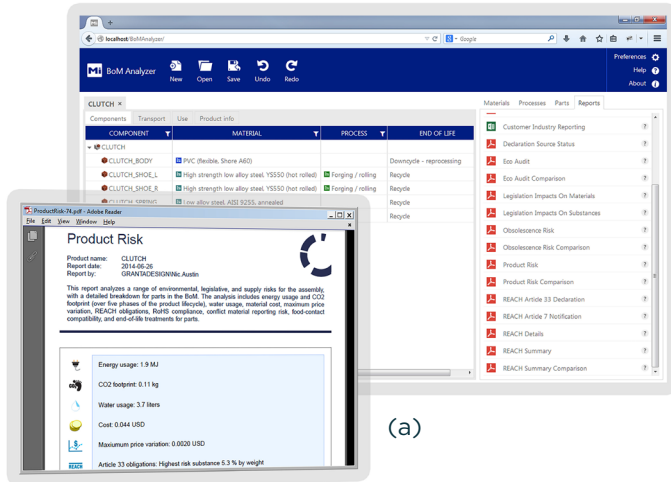 localhost/BoMAnalyzer/
Google
Mi BoM Analyzer
New Open Save Undo Redo
Preferences
Help
About
CLUTCH ×
Components Transport Use Product info
COMPONENT MATERIAL PROCESS END OF LIFE
CLUTCH
CLUTCH_BODY PVC (flexible, Shore A60) Downcycle - reprocessing
CLUTCH_SHOE_L High strength low alloy steel, YS550 (hot rolled) Forging / rolling Recycle
CLUTCH_SHOE_R High strength low alloy steel, YS550 (hot rolled) Forging / rolling Recycle
CLUTCH_SPRING Low alloy steel, AISI 9255, annealed Recycle
Recycle
Materials Processes Parts Reports
Customer Industry Reporting ?
Declaration Source Status ?
Eco Audit ?
Eco Audit Comparison ?
Legislation Impacts On Materials ?
Legislation Impacts On Substances ?
Obsolescence Risk ?
Obsolescence Risk Comparison ?
Product Risk ?
Product Risk Comparison ?
REACH Article 33 Declaration ?
REACH Article 7 Notification ?
REACH Details ?
REACH Summary ?
REACH Summary Comparison ?
ProductRisk-74.pdf - Adobe Reader
File Edit View Window Help
Product Risk
Product name: CLUTCH
Report date: 2014-06-26
Report by: GRANTADESIGN\Nic.Austin
This report analyzes a range of environmental, legislative, and supply risks for the assembly,
with a detailed breakdown for parts in the BoM. The analysis includes energy usage and CO2
footprint (over five phases of the product lifecycle), water usage, material cost, maximum price
variation, REACH obligations, RoHS compliance, conflict material reporting risk, food-contact
compatibility, and end-of-life treatments for parts.
Energy usage: 1.9 MJ
CO2 footprint: 0.11 kg
Water usage: 3.7 liters
Cost: 0.044 USD
Maxiumum price variation: 0.0020 USD
REACH Article 33 obligations: Highest risk substance 5.3 % by weight
(a)